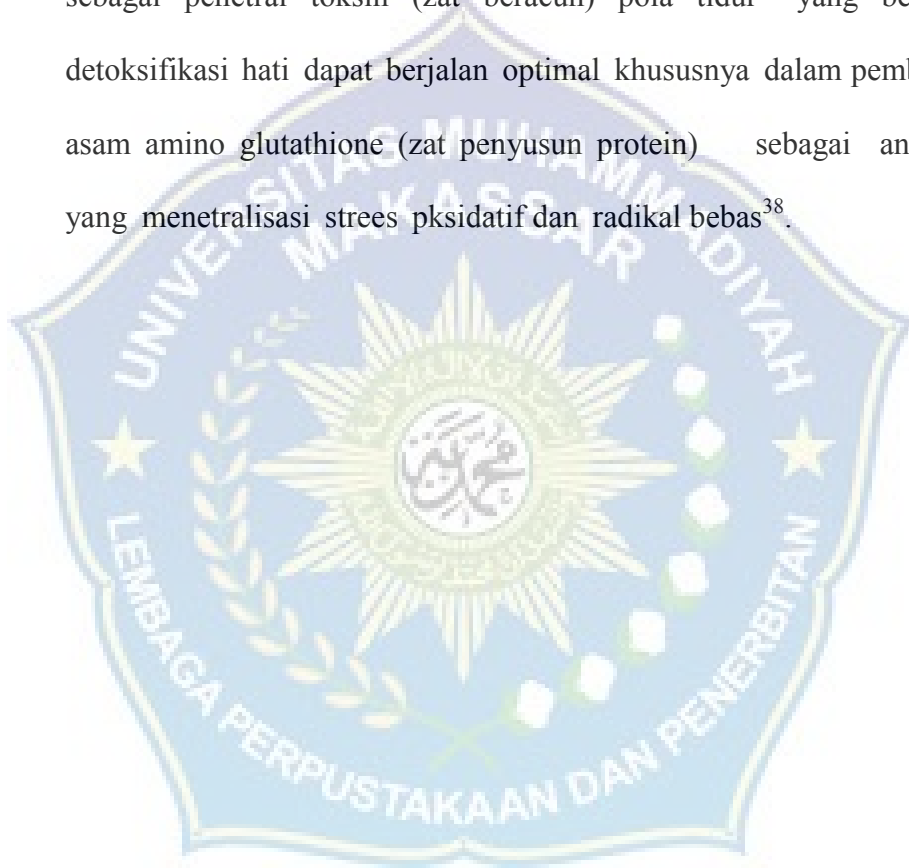 sebagai penetral toksin (zat beracun) pola tidur yang be
detoksifikasi hati dapat berjalan optimal khususnya dalam pemb
asam amino glutathione (zat penyusun protein) sebagai an
yang menetralisasi strees pksidatif dan radikal bebas³⁸.
UNIVERSITAS MUHAMMADIYAH
MAKASSAR
LEMBAGA PERPUSTAKAAN DAN PENERBITAN